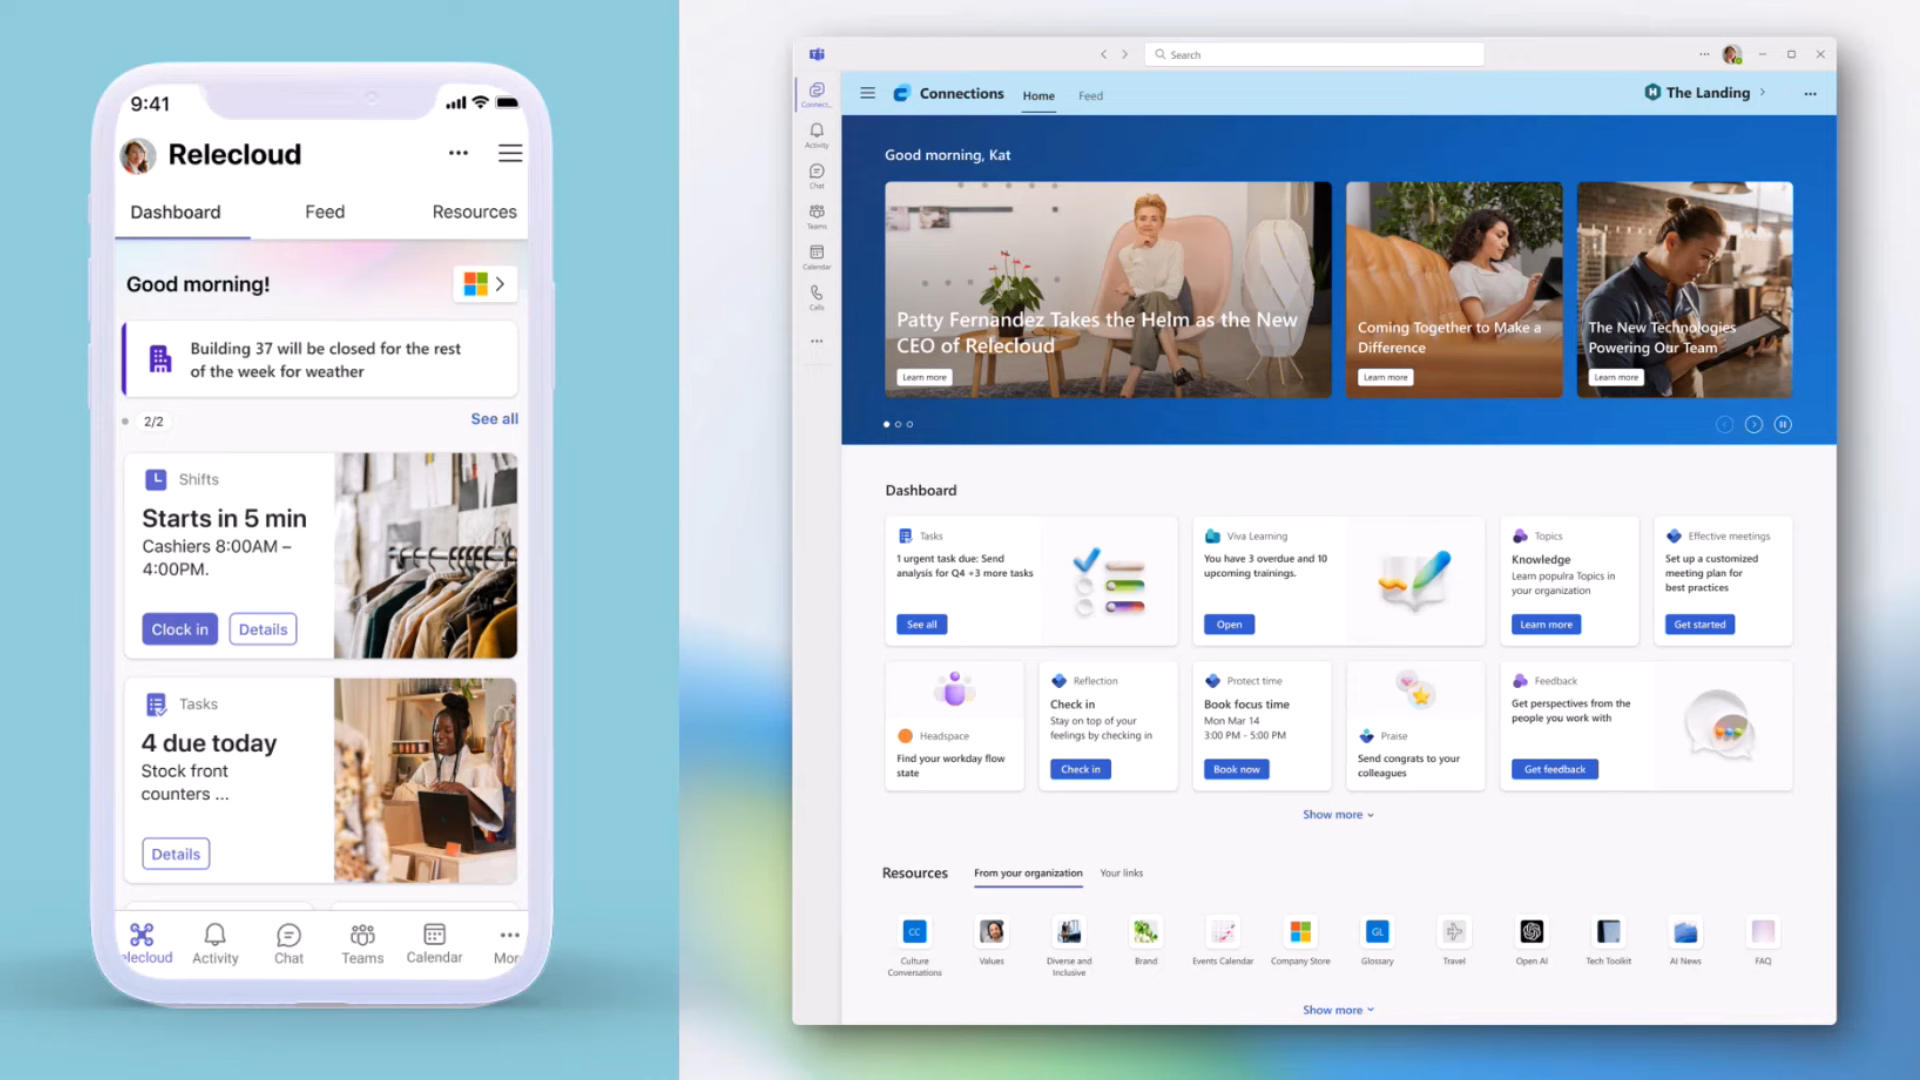 9:41
Relecloud
Dashboard
Feed
Resources
Good morning!
Building 37 will be closed for the rest
of the week for weather
2/2
See all
Shifts
Starts in 5 min
Cashiers 8:00AM –
4:00PM.
Clock in
Details
Tasks
4 due today
Stock front
counters ...
Details
elecloud
Activity
Chat
Teams
Calendar
Mor
Search
Connect...
Activity
Chat
Teams
Calendar
Calls
Connections
Home
Feed
The Landing
Good morning, Kat
Patty Fernandez Takes the Helm as the New
CEO of Relecloud
Learn more
Coming Together to Make a
Difference
Learn more
The New Technologies
Powering Our Team
Learn more
Dashboard
Tasks
1 urgent task due: Send
analysis for Q4 +3 more tasks
See all
Viva Learning
You have 3 overdue and 10
upcoming trainings.
Open
Topics
Knowledge
Learn populra Topics in
your organization
Learn more
Effective meetings
Set up a customized
meeting plan for
best practices
Get started
Headspace
Find your workday flow
state
Reflection
Check in
Stay on top of your
feelings by checking in
Check in
Protect time
Book focus time
Mon Mar 14
3:00 PM - 5:00 PM
Book now
Praise
Send congrats to your
colleagues
Feedback
Get perspectives from the
people you work with
Get feedback
Show more
Resources
From your organization
Your links
CC
Culture
Conversations
Values
Diverse and
Inclusive
Brand
Events Calendar
Company Store
GL
Glossary
Travel
Open AI
Tech Toolkit
AI News
FAQ
Show more